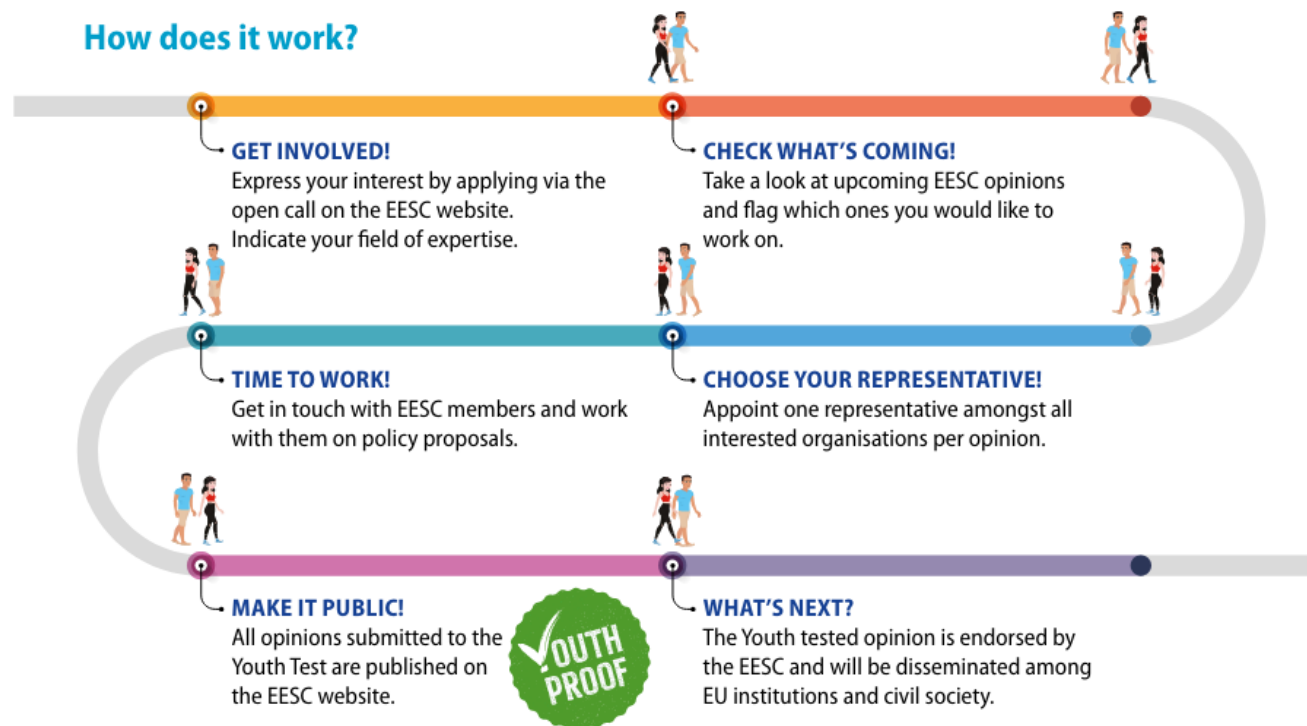 How does it work?
GET INVOLVED!
Express your interest by applying via the
open call on the EESC website.
Indicate your field of expertise.
CHECK WHAT'S COMING!
Take a look at upcoming EESC opinions
and flag which ones you would like to
work on.
CHOOSE YOUR REPRESENTATIVE!
Appoint one representative amongst all
interested organisations per opinion.
TIME TO WORK!
Get in touch with EESC members and work
with them on policy proposals.
MAKE IT PUBLIC!
All opinions submitted to the
Youth Test are published on
the EESC website.
YOUTH
PROOF
WHAT'S NEXT?
The Youth tested opinion is endorsed by
the EESC and will be disseminated among
EU institutions and civil society.